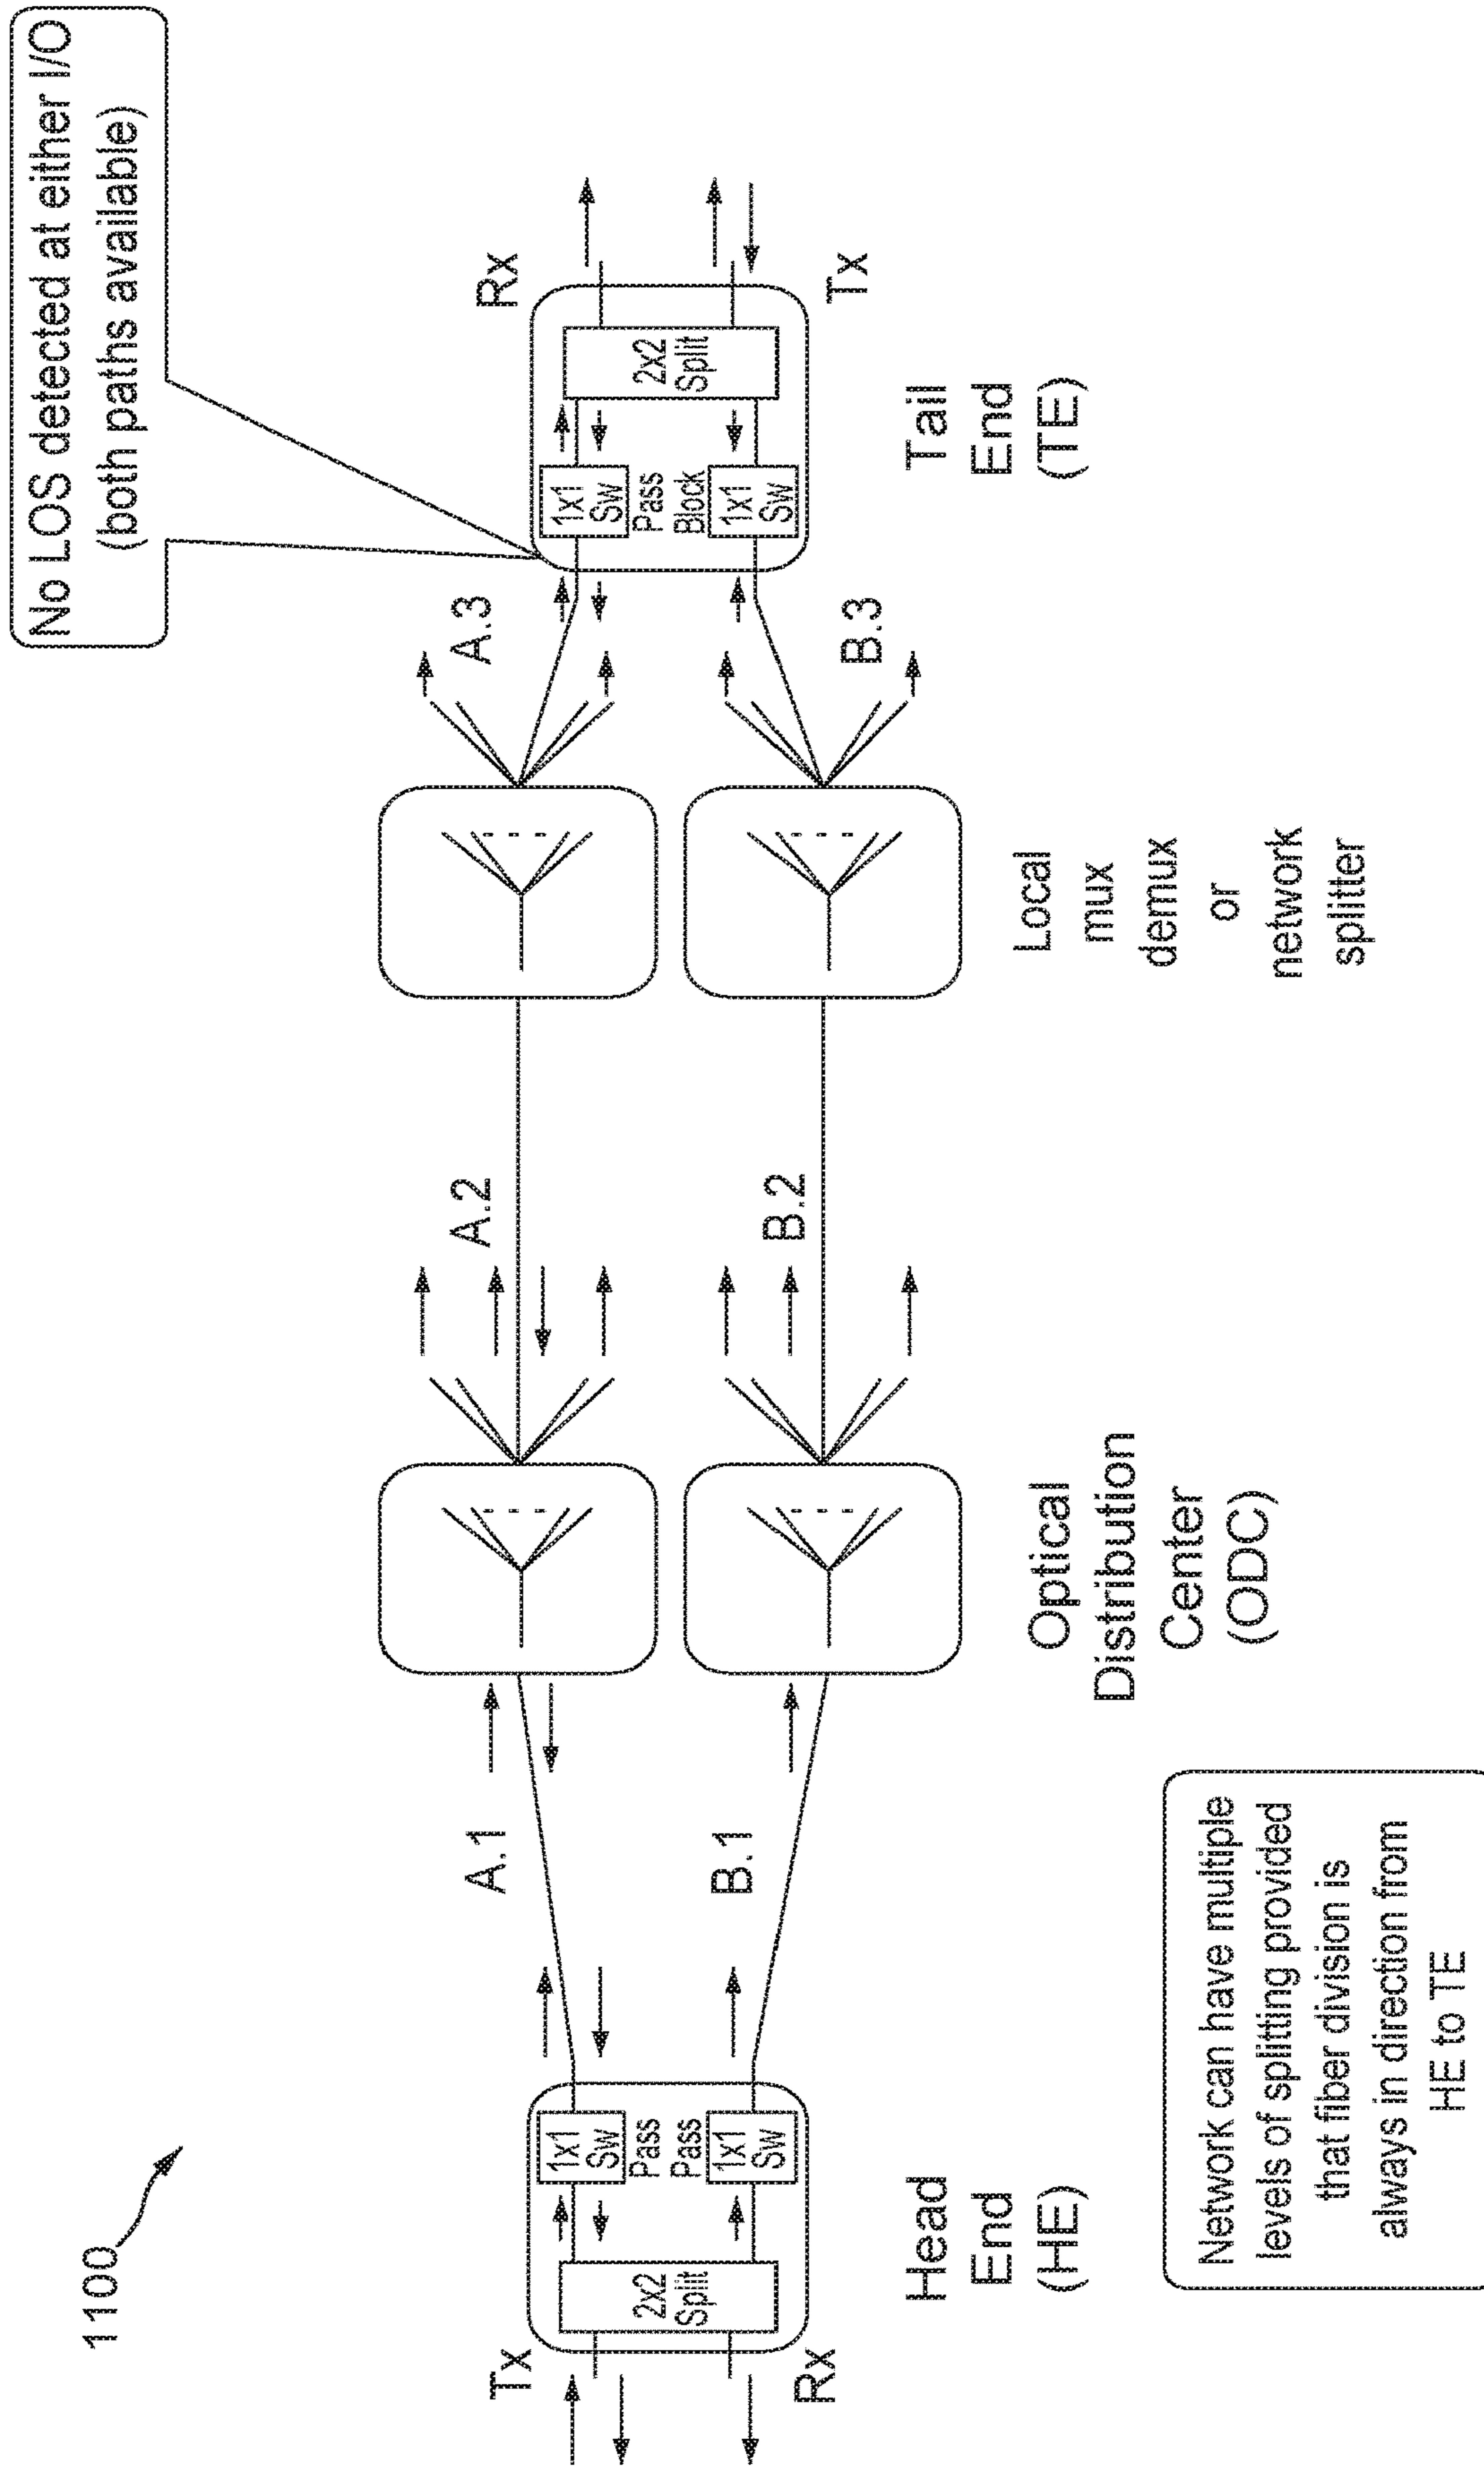 1100
No LOS detected at either I/O
(both paths available)
Tx
Rx
2x2
Split
1x1
Sw
Pass
Pass
1x1
Sw
Head
End
(HE)
A.1
B.1
Optical
Distribution
Center
(ODC)
A.2
B.2
Local
mux
demux
or
network
splitter
A.3
B.3
1x1
Sw
Pass
Block
1x1
Sw
2x2
Split
Rx
Tx
Tail
End
(TE)
Network can have multiple
levels of splitting provided
that fiber division is
always in direction from
HE to TE